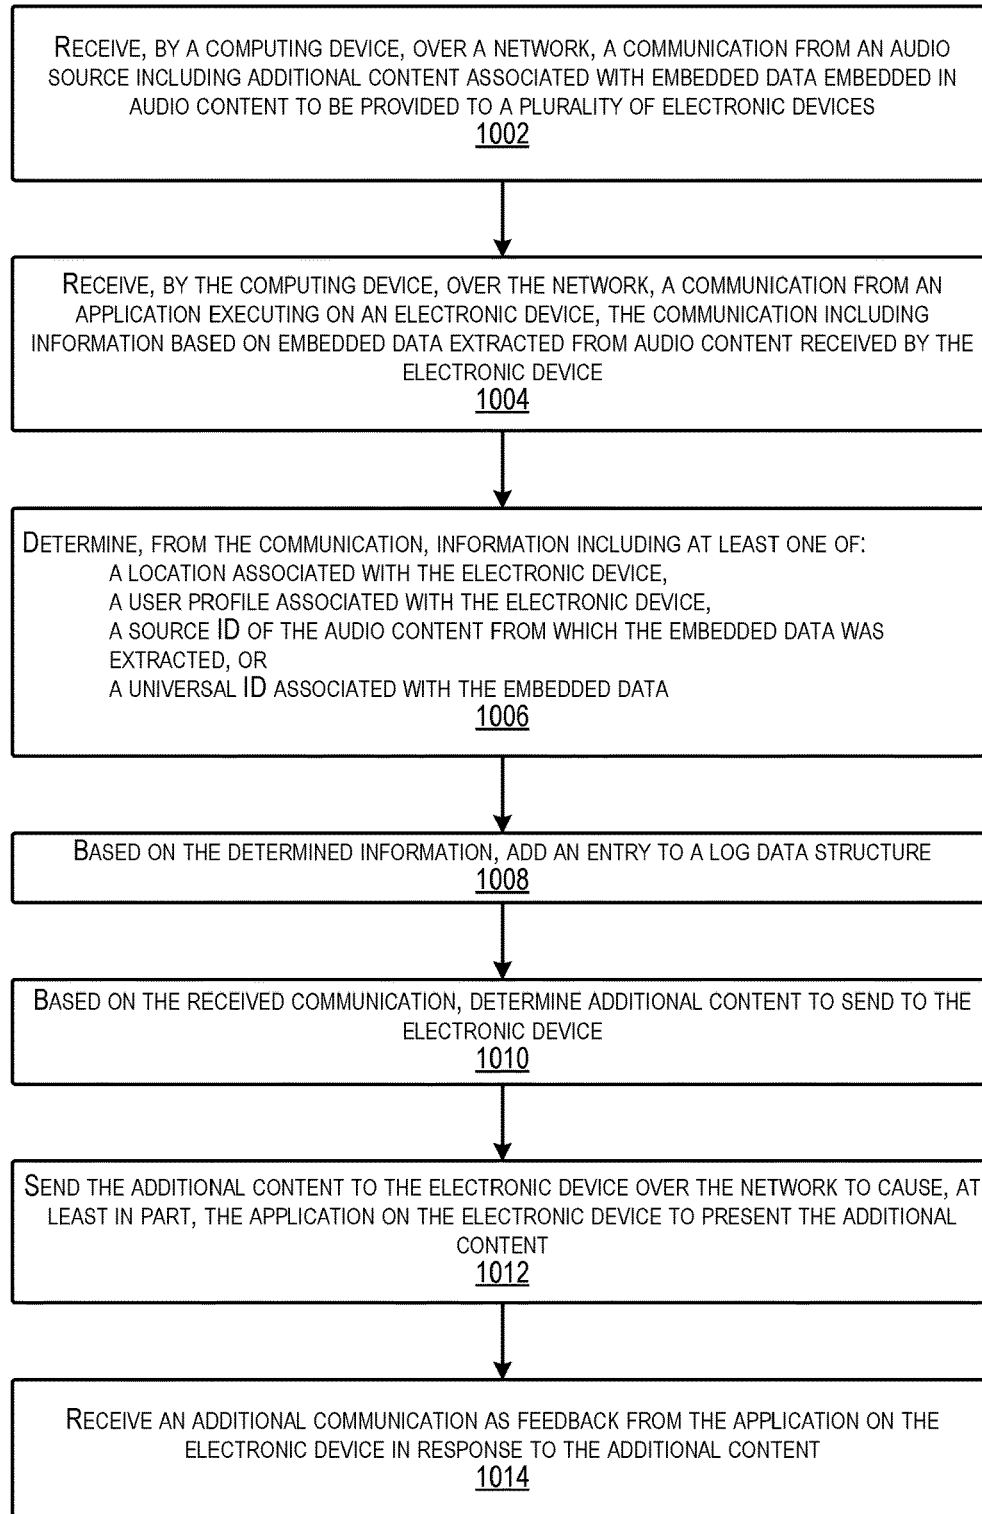 RECEIVE, BY A COMPUTING DEVICE, OVER A NETWORK, A COMMUNICATION FROM AN AUDIO
SOURCE INCLUDING ADDITIONAL CONTENT ASSOCIATED WITH EMBEDDED DATA EMBEDDED IN
AUDIO CONTENT TO BE PROVIDED TO A PLURALITY OF ELECTRONIC DEVICES
1002
RECEIVE, BY THE COMPUTING DEVICE, OVER THE NETWORK, A COMMUNICATION FROM AN
APPLICATION EXECUTING ON AN ELECTRONIC DEVICE, THE COMMUNICATION INCLUDING
INFORMATION BASED ON EMBEDDED DATA EXTRACTED FROM AUDIO CONTENT RECEIVED BY THE
ELECTRONIC DEVICE
1004
DETERMINE, FROM THE COMMUNICATION, INFORMATION INCLUDING AT LEAST ONE OF:
A LOCATION ASSOCIATED WITH THE ELECTRONIC DEVICE,
A USER PROFILE ASSOCIATED WITH THE ELECTRONIC DEVICE,
A SOURCE ID OF THE AUDIO CONTENT FROM WHICH THE EMBEDDED DATA WAS
EXTRACTED, OR
A UNIVERSAL ID ASSOCIATED WITH THE EMBEDDED DATA
1006
BASED ON THE DETERMINED INFORMATION, ADD AN ENTRY TO A LOG DATA STRUCTURE
1008
BASED ON THE RECEIVED COMMUNICATION, DETERMINE ADDITIONAL CONTENT TO SEND TO THE
ELECTRONIC DEVICE
1010
SEND THE ADDITIONAL CONTENT TO THE ELECTRONIC DEVICE OVER THE NETWORK TO CAUSE, AT
LEAST IN PART, THE APPLICATION ON THE ELECTRONIC DEVICE TO PRESENT THE ADDITIONAL
CONTENT
1012
RECEIVE AN ADDITIONAL COMMUNICATION AS FEEDBACK FROM THE APPLICATION ON THE
ELECTRONIC DEVICE IN RESPONSE TO THE ADDITIONAL CONTENT
1014